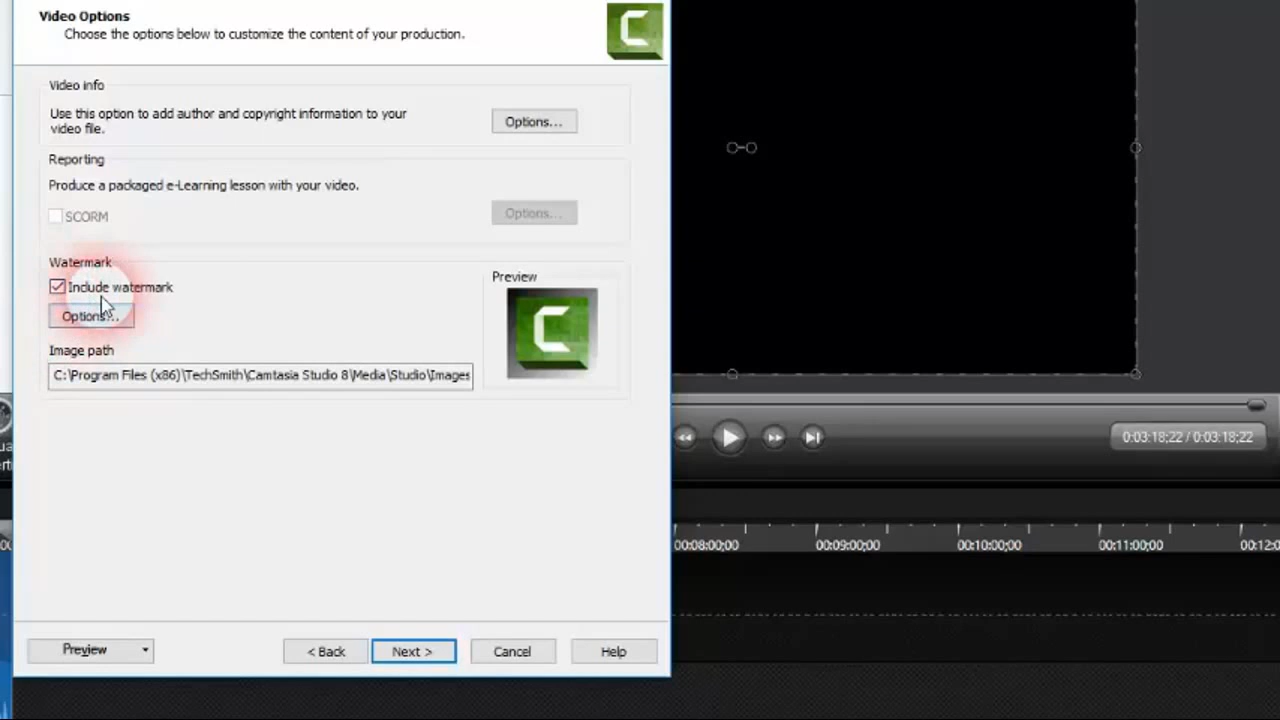 Video Options
Choose the options below to customize the content of your production.
Video info
Use this option to add author and copyright information to your
video file.
Options...
Reporting
Produce a packaged e-Learning lesson with your video.
SCORM
Options...
Watermark
Include watermark
Options...
Preview
Image path
C:\Program Files (x86)\TechSmith\Camtasia Studio 8\Media\Studio\Images
0:03:18;22 / 0:03:18;22
00:08:00;00 00:09:00;00 00:10:00;00 00:11:00;00
Preview
< Back
Next >
Cancel
Help